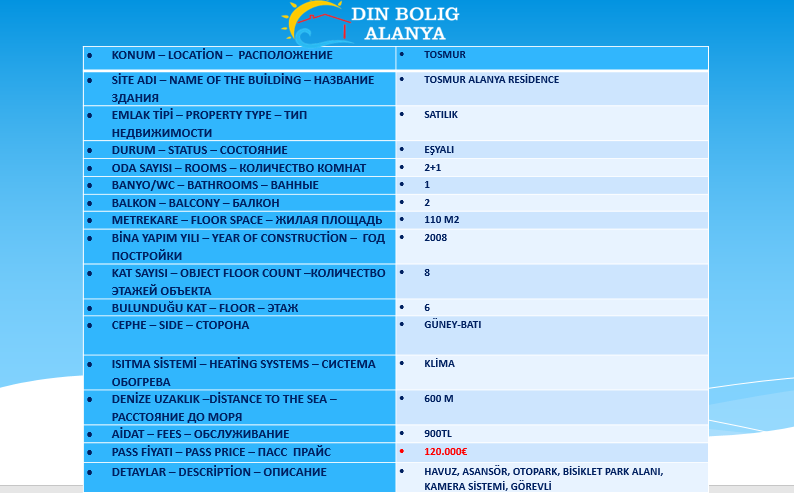 DIN BOLIG
ALANYA
• KONUM – LOCATİON – РАСПОЛОЖЕНИЕ • TOSMUR
• SİTE ADI – NAME OF THE BUİLDİNG – НАЗВАНИЕ • TOSMUR ALANYA RESİDENCE
ЗДАНИЯ
• EMLAK TİPİ – PROPERTY TYPE – ТИП • SATILIK
НЕДВИЖИМОСТИ
• DURUM – STATUS – СОСТОЯНИЕ • EŞYALI
• ODA SAYISI – ROOMS – КОЛИЧЕСТВО КОМНАТ • 2+1
• BANYO/WC – BATHROOMS – ВАННЫЕ • 1
• BALKON – BALCONY – БАЛКОН • 2
• METREKARE – FLOOR SPACE – ЖИЛАЯ ПЛОЩАДЬ • 110 M2
• BİNA YAPIM YILI – YEAR OF CONSTRUCTİON – ГОД • 2008
ПОСТРОЙКИ
• KAT SAYISI – OBJECT FLOOR COUNT –КОЛИЧЕСТВО • 8
ЭТАЖЕЙ ОБЪЕКТА
• BULUNDUĞU KAT – FLOOR – ЭТАЖ • 6
• CEPHE – SIDE – СТОРОНА • GÜNEY-BATI
• ISITMA SİSTEMİ – HEATİNG SYSTEMS – СИСТЕМА • KLİMA
ОБОГРЕВА
• DENİZE UZAKLIK –DİSTANCE TO THE SEA – • 600 M
РАССТОЯНИЕ ДО МОРЯ
• AİDAT – FEES – ОБСЛУЖИВАНИЕ • 900TL
• PASS FİYATI – PASS PRICE – ПАСС ПРАЙС • 120.000€
• DETAYLAR – DESCRİPTİON – ОПИСАНИЕ • HAVUZ, ASANSÖR, OTOPARK, BİSİKLET PARK ALANI,
KAMERA SİSTEMİ, GÖREVLİ